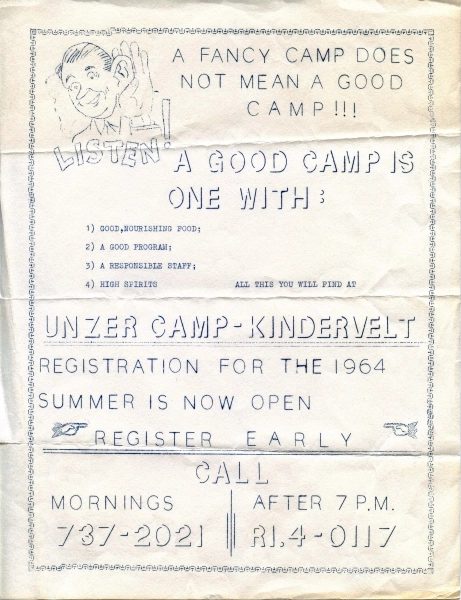 A FANCY CAMP DOES
NOT MEAN A GOOD
CAMP!!!
LISTEN!
A GOOD CAMP IS
ONE WITH:
1) GOOD,NOURISHING FOOD;
2) A GOOD PROGRAM;
3) A RESPONSIBLE STAFF;
4) HIGH SPIRITS ALL THIS YOU WILL FIND AT
UNZER CAMP-KINDERVELT
REGISTRATION FOR THE 1964
SUMMER IS NOW OPEN
REGISTER EARLY
CALL
MORNINGS
737-2021
AFTER 7 P.M.
RI.4-0117